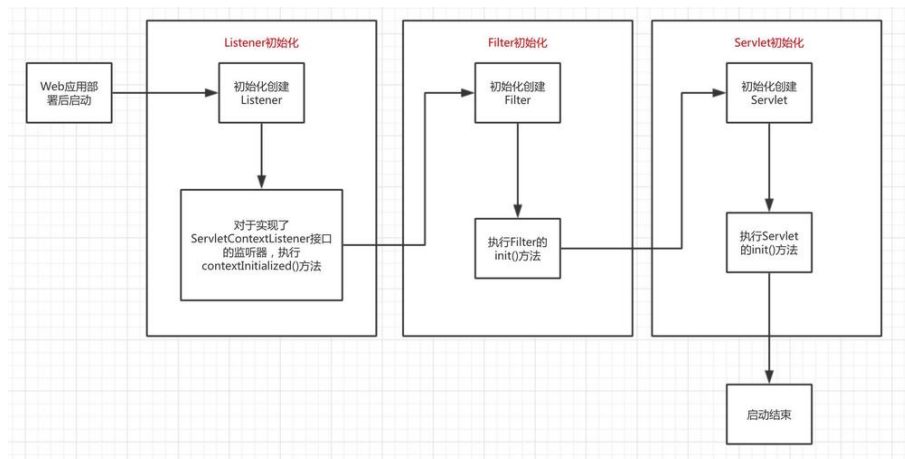 Web应用部
署后启动
Listener初始化
初始化创建
Listener
对于实现了
ServletContextListener接口
的监听器，执行
contextInitialized()方法
Filter初始化
初始化创建
Filter
执行Filter的
init()方法
Servlet初始化
初始化创建
Servlet
执行Servlet
的init()方法
启动结束